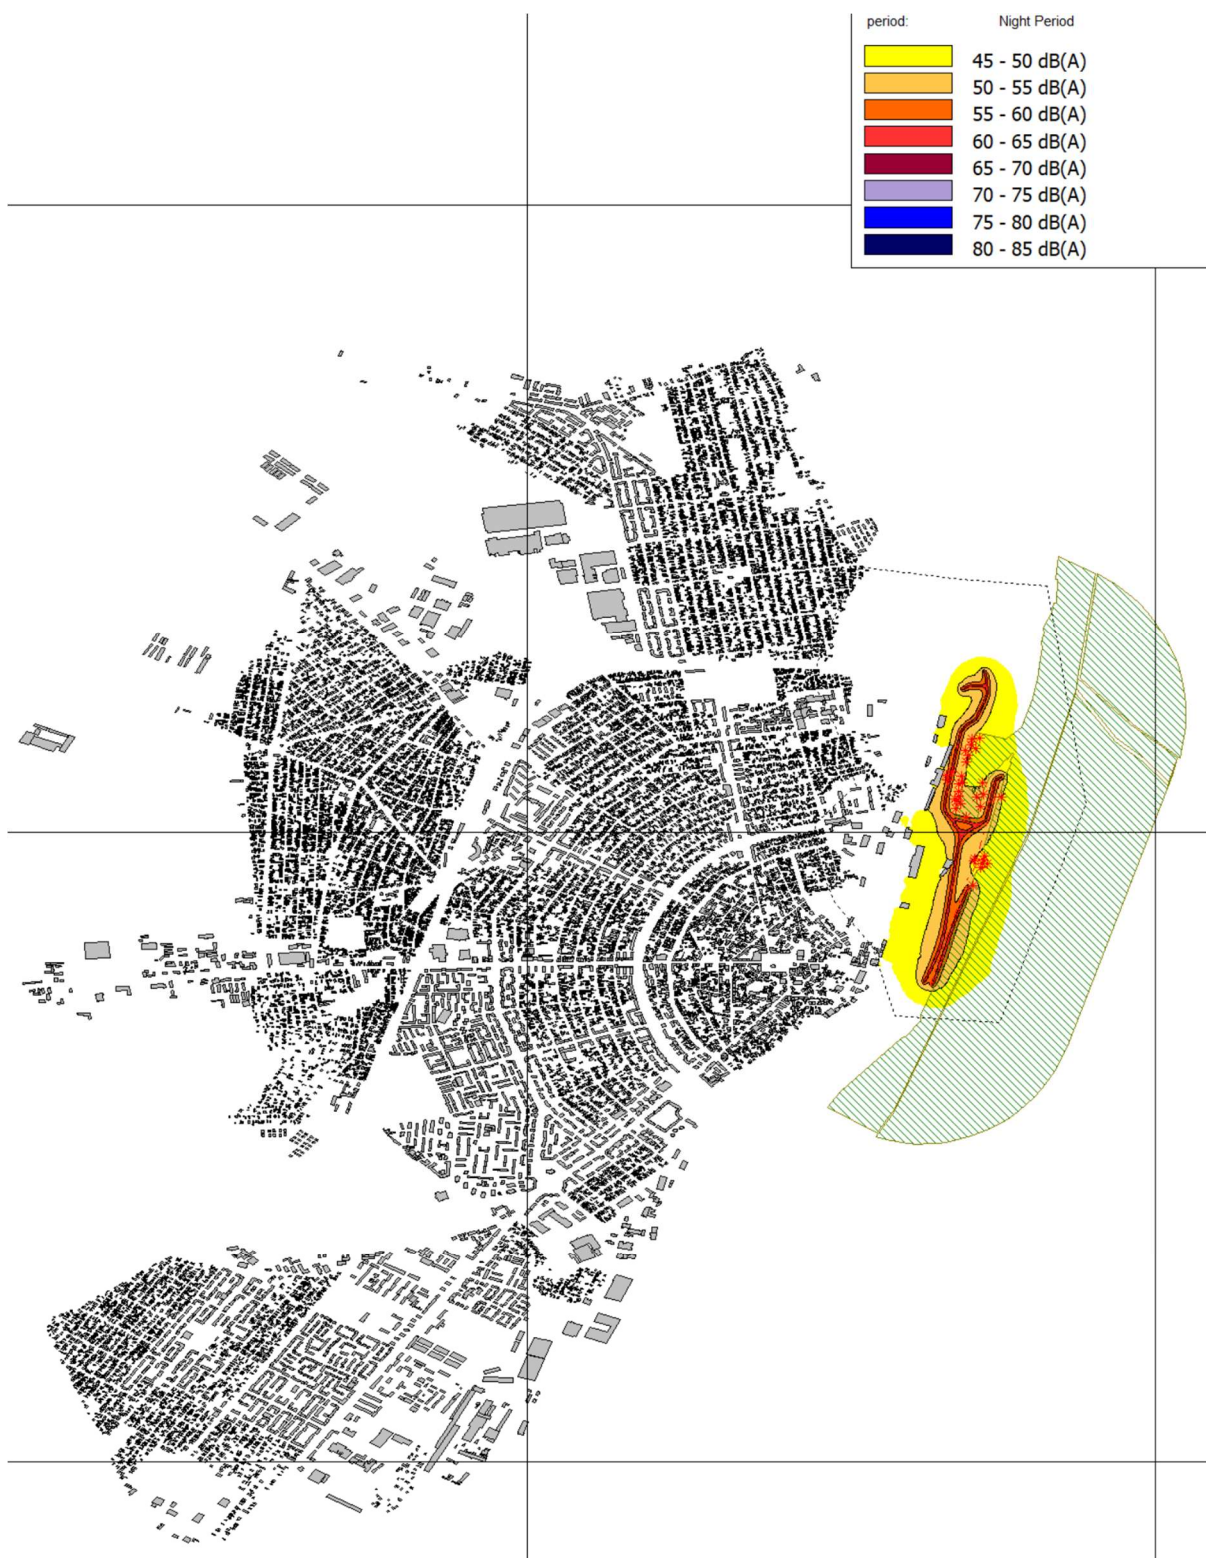 period: Night Period
45 - 50 dB(A)
50 - 55 dB(A)
55 - 60 dB(A)
60 - 65 dB(A)
65 - 70 dB(A)
70 - 75 dB(A)
75 - 80 dB(A)
80 - 85 dB(A)